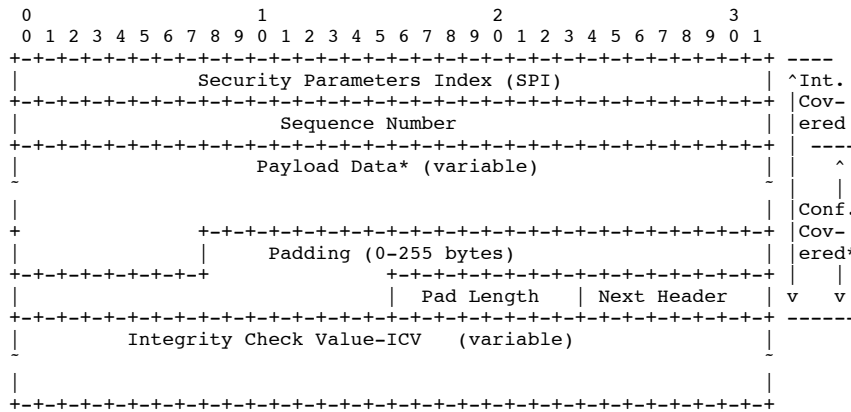 0                   1                   2                   3
0 1 2 3 4 5 6 7 8 9 0 1 2 3 4 5 6 7 8 9 0 1 2 3 4 5 6 7 8 9 0 1
+-+-+-+-+-+-+-+-+-+-+-+-+-+-+-+-+-+-+-+-+-+-+-+-+-+-+-+-+-+-+-+-+ ----
|               Security Parameters Index (SPI)                 | ^Int.
+-+-+-+-+-+-+-+-+-+-+-+-+-+-+-+-+-+-+-+-+-+-+-+-+-+-+-+-+-+-+-+-+ |Cov-
|                      Sequence Number                          | |ered
+-+-+-+-+-+-+-+-+-+-+-+-+-+-+-+-+-+-+-+-+-+-+-+-+-+-+-+-+-+-+-+-+ | ----
|                    Payload Data* (variable)                   | |   ^
~                                                               ~ |   |
|                                                               | |Conf.
+               +-+-+-+-+-+-+-+-+-+-+-+-+-+-+-+-+-+-+-+-+-+-+-+-+ |Cov-
|               |     Padding (0-255 bytes)                     | |ered*
+-+-+-+-+-+-+-+-+               +-+-+-+-+-+-+-+-+-+-+-+-+-+-+-+-+ |   |
|                               |  Pad Length   | Next Header   | v   v
+-+-+-+-+-+-+-+-+-+-+-+-+-+-+-+-+-+-+-+-+-+-+-+-+-+-+-+-+-+-+-+-+ ------
|         Integrity Check Value-ICV   (variable)                |
~                                                               ~
|                                                               |
+-+-+-+-+-+-+-+-+-+-+-+-+-+-+-+-+-+-+-+-+-+-+-+-+-+-+-+-+-+-+-+-+